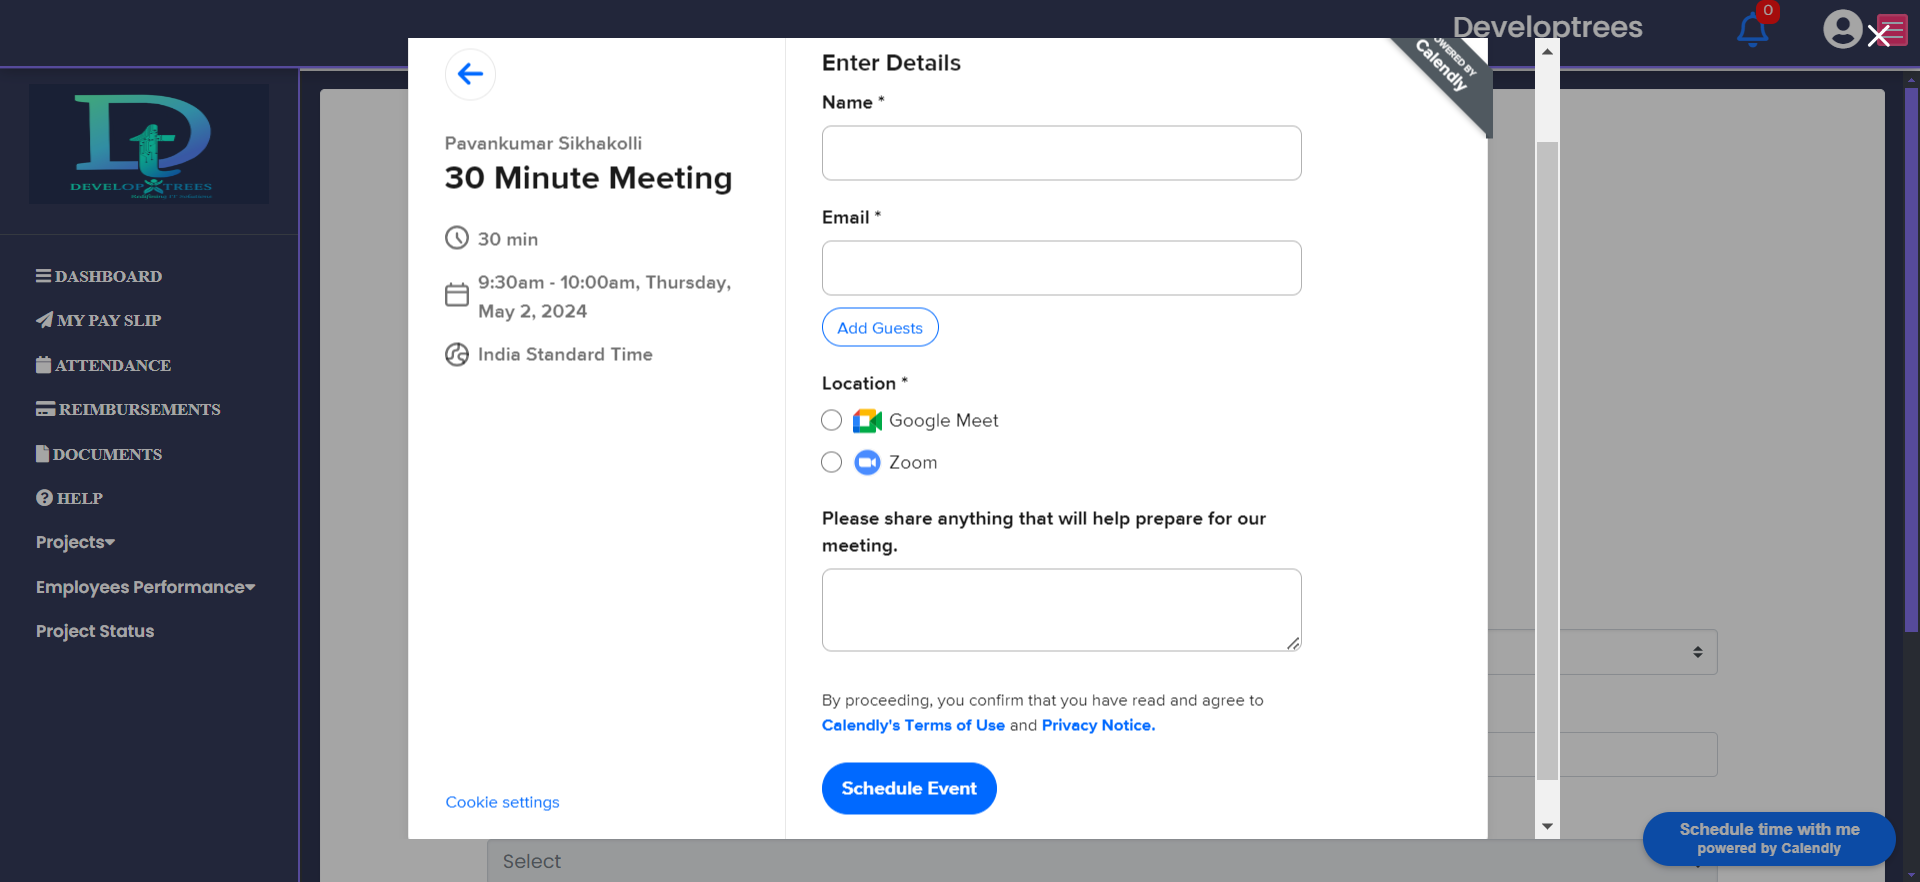 Developtrees
0
DEVELOP TREES
DASHBOARD
MY PAY SLIP
ATTENDANCE
REIMBURSEMENTS
DOCUMENTS
HELP
Projects
Employees Performance
Project Status
Pavankumar Sikhakolli
30 Minute Meeting
30 min
9:30am - 10:00am, Thursday,
May 2, 2024
India Standard Time
Cookie settings
Enter Details
Name *
Email *
Add Guests
Location *
Google Meet
Zoom
Please share anything that will help prepare for our
meeting.
By proceeding, you confirm that you have read and agree to
Calendly's Terms of Use and Privacy Notice.
Schedule Event
POWERED BY
Calendly
Select
Schedule time with me
powered by Calendly